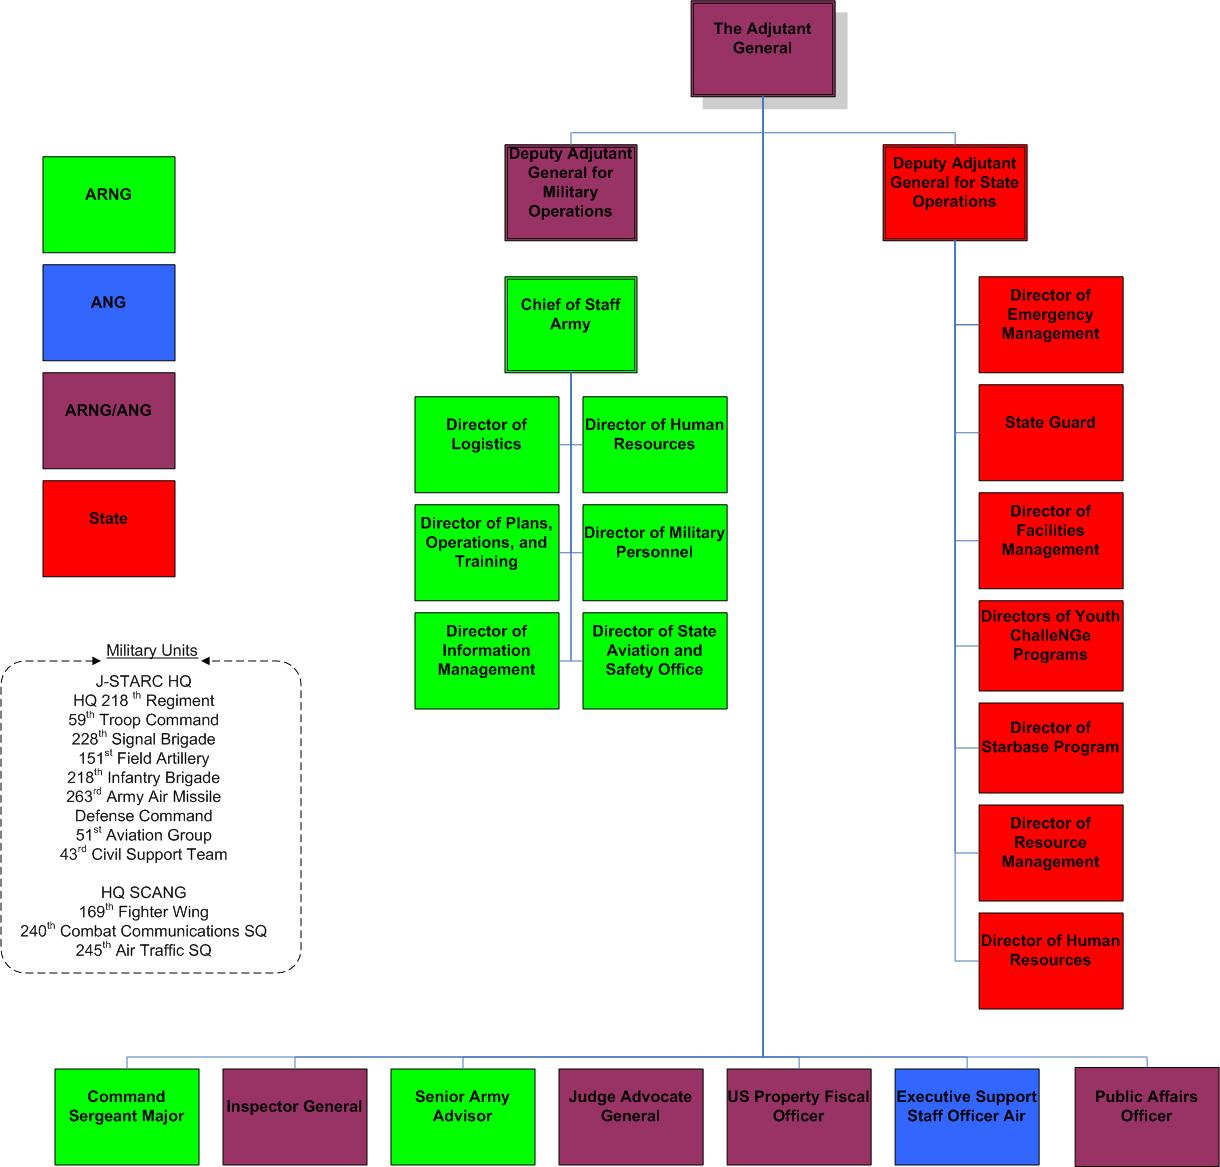 The Adjutant
General
Deputy Adjutant
General for
Military
Operations
Deputy Adjutant
General for State
Operations
ARNG
ANG
ARNG/ANG
State
Chief of Staff
Army
Director of
Logistics
Director of Human
Resources
Director of Plans,
Operations, and
Training
Director of Military
Personnel
Director of
Information
Management
Director of State
Aviation and
Safety Office
Director of
Emergency
Management
State Guard
Director of
Facilities
Management
Directors of Youth
ChalleNGe
Programs
Director of
Starbase Program
Director of
Resource
Management
Director of Human
Resources
Military Units
J-STARC HQ
HQ 218 th Regiment
59th Troop Command
228th Signal Brigade
151st Field Artillery
218th Infantry Brigade
263rd Army Air Missile
Defense Command
51st Aviation Group
43rd Civil Support Team
HQ SCANG
169th Fighter Wing
240th Combat Communications SQ
245th Air Traffic SQ
Command
Sergeant Major
Inspector General
Senior Army
Advisor
Judge Advocate
General
US Property Fiscal
Officer
Executive Support
Staff Officer Air
Public Affairs
Officer